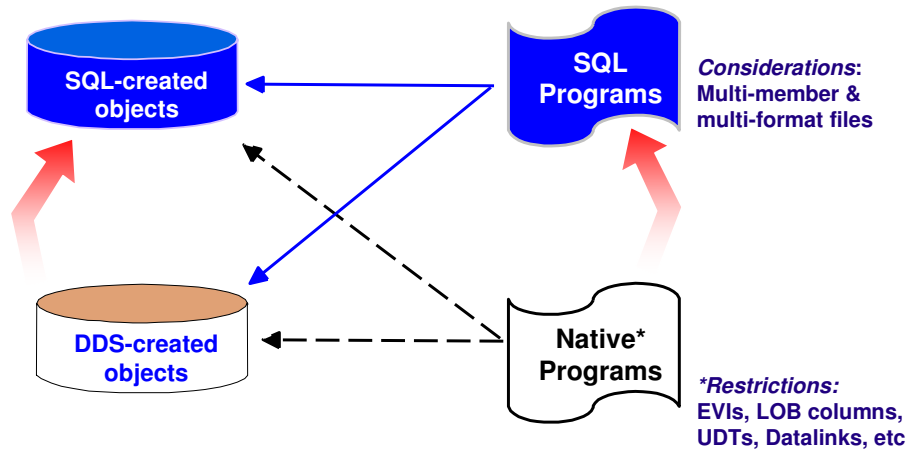 SQL-created
objects
SQL
Programs
Considerations:
Multi-member &
multi-format files
DDS-created
objects
Native*
Programs
*Restrictions:
EVIs, LOB columns,
UDTs, Datalinks, etc